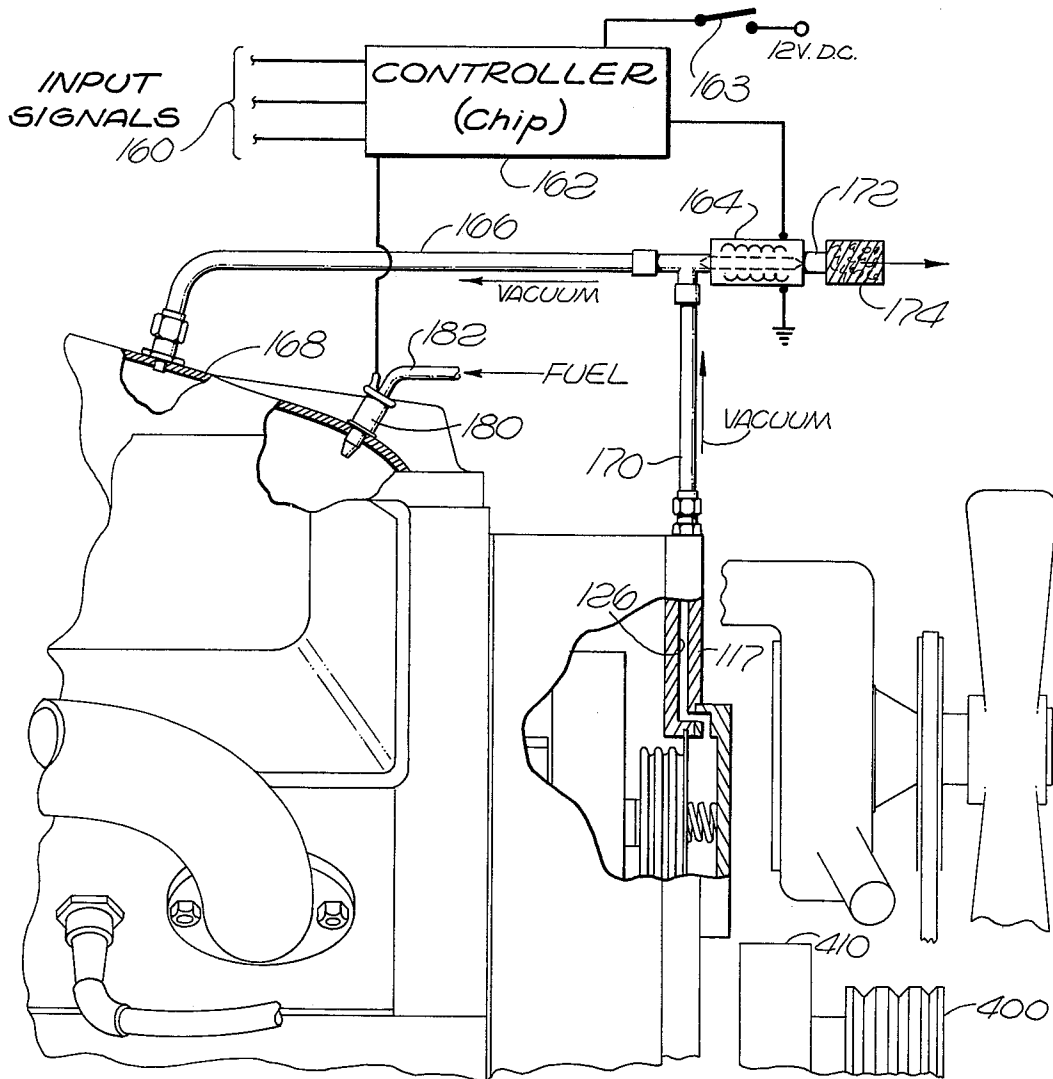 INPUT
SIGNALS
160
CONTROLLER
(Chip)
162
163
12V. D.C.
164
172
174
166
VACUUM
168
182
FUEL
180
170
VACUUM
126
117
410
400